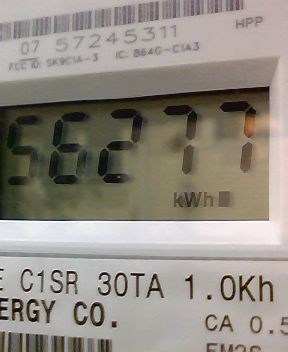 HPP
07 57245311
FCC ID: SK9C1A-3 IC: 864G-C1A3
56277
kWh
E C1SR 30TA 1.0Kh
ERGY CO.
CA 0.5
FM2S